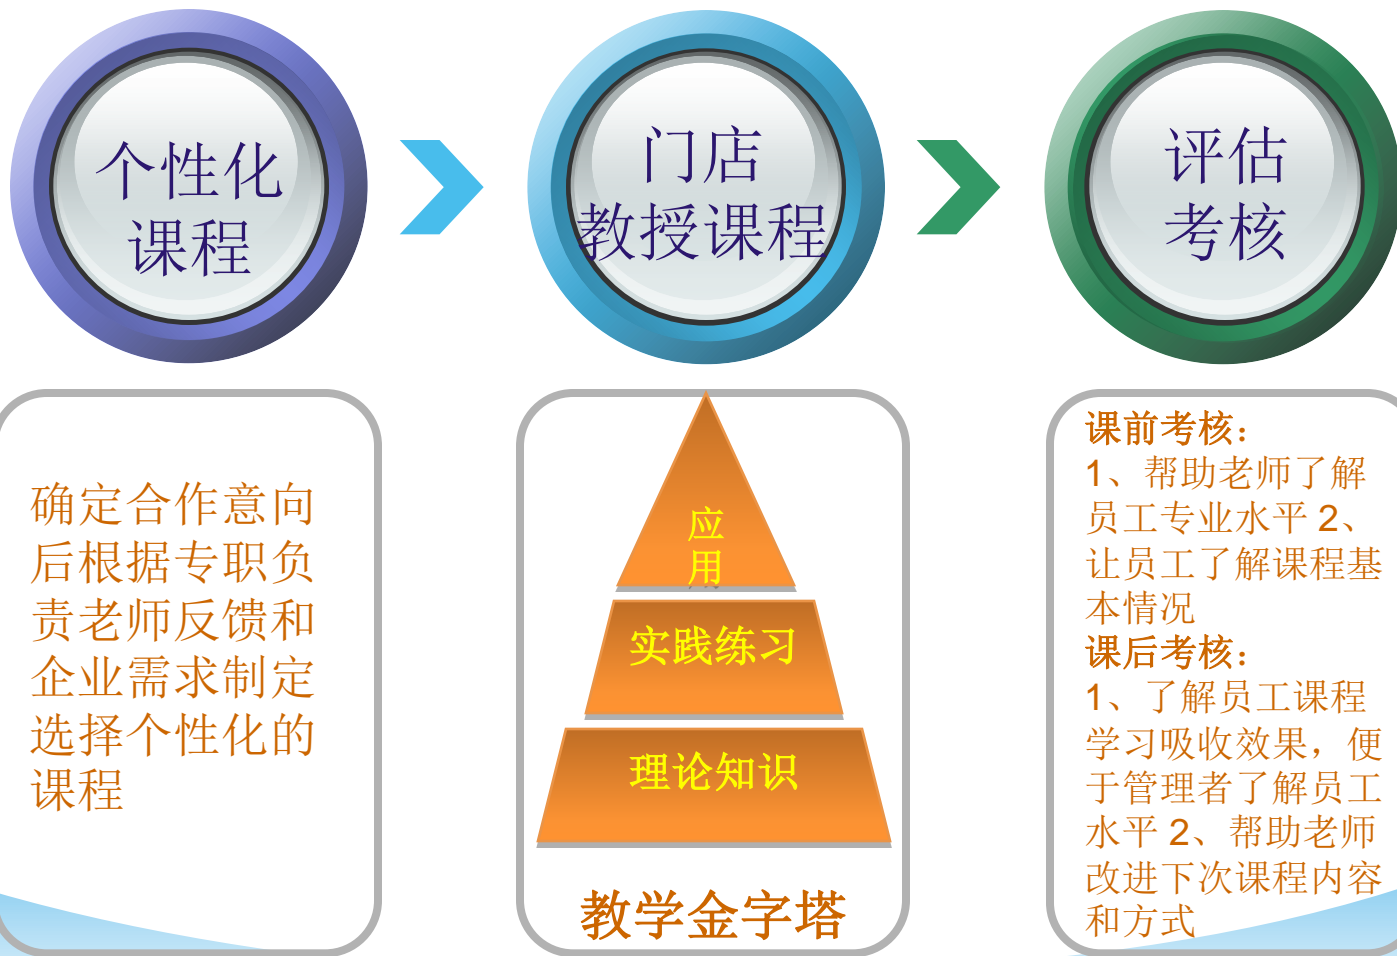 个性化
课程
门店
教授课程
评估
考核
确定合作意向
后根据专职负
责老师反馈和
企业需求制定
选择个性化的
课程
应
用
实践练习
理论知识
教学金字塔
课前考核：
1、帮助老师了解
员工专业水平 2、
让员工了解课程基
本情况
课后考核：
1、了解员工课程
学习吸收效果，便
于管理者了解员工
水平 2、帮助老师
改进下次课程内容
和方式